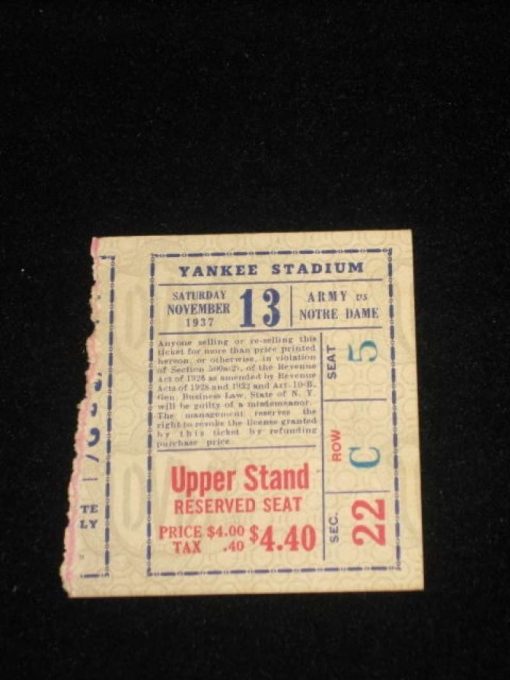 YANKEE STADIUM
SATURDAY
NOVEMBER
1937
13
ARMY vs
NOTRE DAME
Anyone selling or re-selling this
ticket for more than price printed
hereon, or otherwise, in violation
of Section 500a(2), of the Revenue
Act of 1926 as amended by Revenue
Acts of 1928 and 1932 and Art. 10-B,
Gen. Business Law, State of N. Y.
will be guilty of a misdemeanor.
The management reserves the
right to revoke the license granted
by this ticket by refunding
purchase price.
SEAT 5
ROW C
SEC. 22
Upper Stand
RESERVED SEAT
PRICE $4.00
TAX .40
$4.40
TE
LY